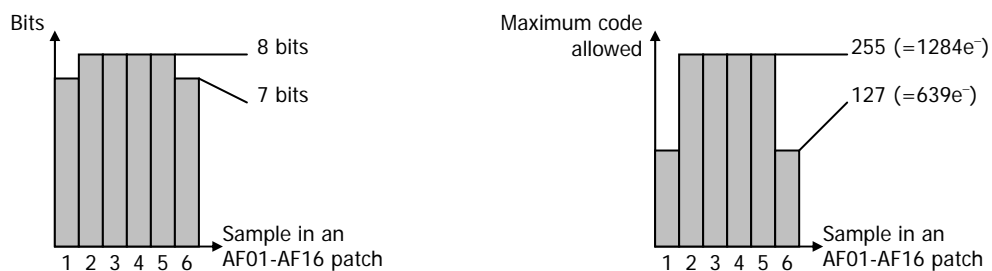 Bits
8 bits
7 bits
Sample in an
AF01-AF16 patch
1 2 3 4 5 6
Maximum code
allowed
255 (=1284e⁻)
127 (=639e⁻)
Sample in an
AF01-AF16 patch
1 2 3 4 5 6